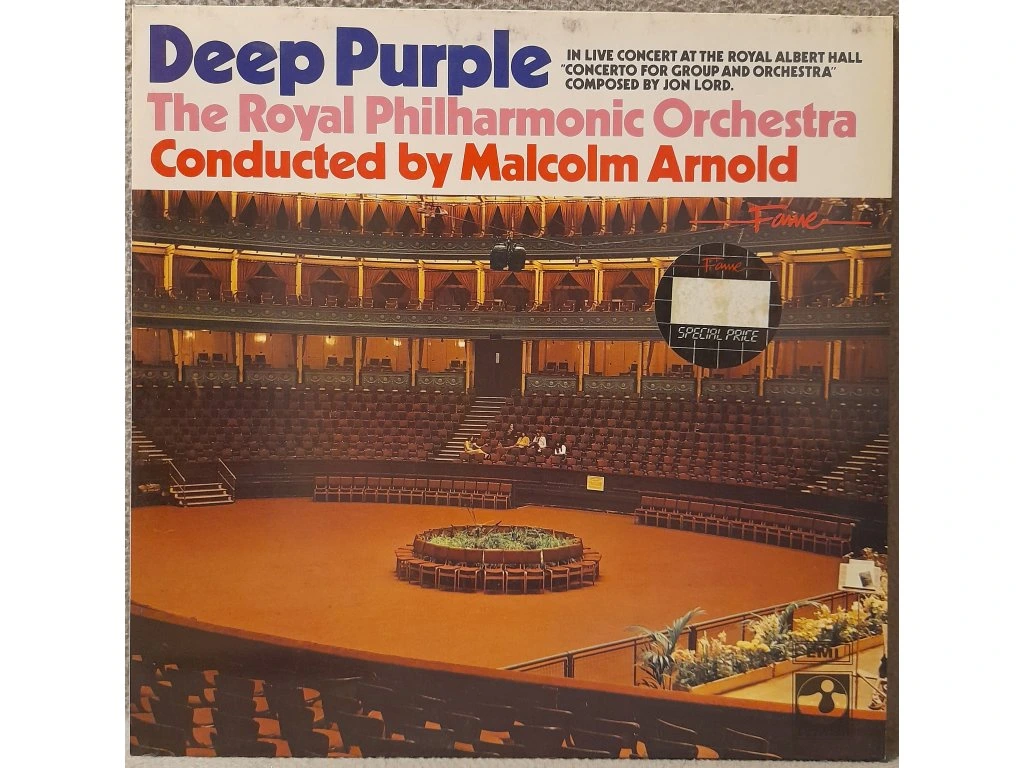 Deep Purple
IN LIVE CONCERT AT THE ROYAL ALBERT HALL
"CONCERTO FOR GROUP AND ORCHESTRA"
COMPOSED BY JON LORD.
The Royal Philharmonic Orchestra
Conducted by Malcolm Arnold
Fame
Fame
SPECIAL PRICE
EMI